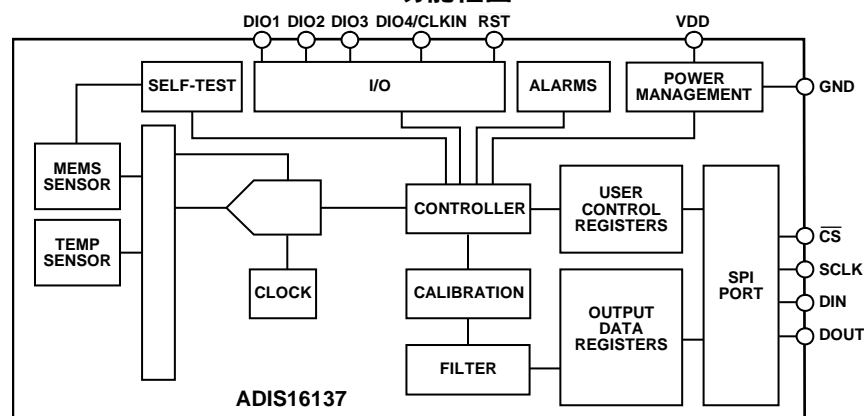 DIO1 DIO2 DIO3 DIO4/CLKIN RST VDD
SELF-TEST
I/O
ALARMS
POWER
MANAGEMENT
GND
MEMS
SENSOR
TEMP
SENSOR
CLOCK
CONTROLLER
CALIBRATION
FILTER
USER
CONTROL
REGISTERS
OUTPUT
DATA
REGISTERS
SPI
PORT
CS
SCLK
DIN
DOUT
ADIS16137